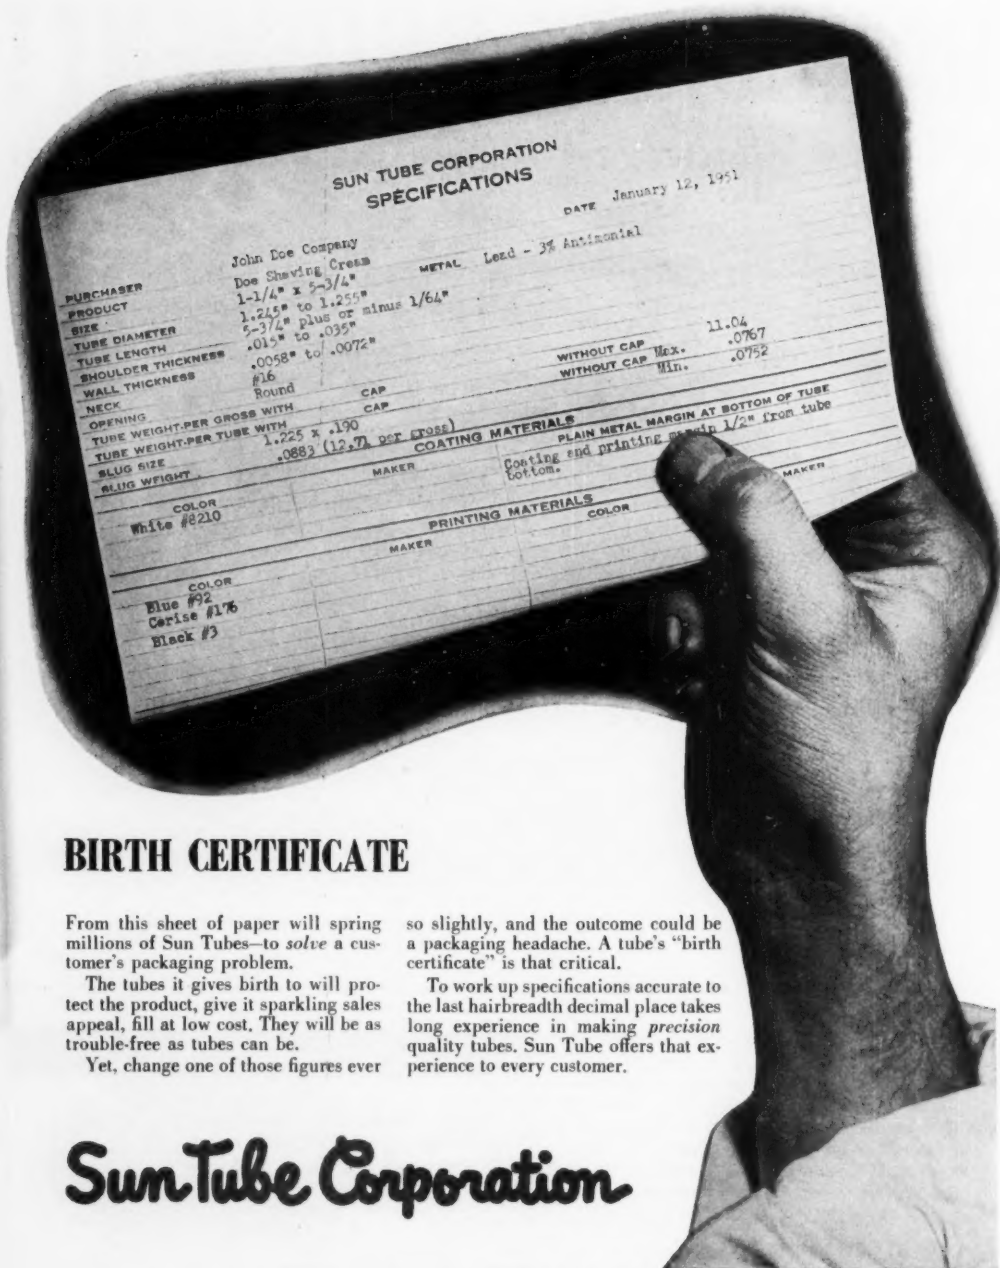 SUN TUBE CORPORATION
SPECIFICATIONS
DATE January 12, 1951
PURCHASER John Doe Company
PRODUCT Doe Shaving Cream METAL Lead - 3% Antimonial
SIZE 1-1/4" x 5-3/4"
TUBE DIAMETER 1.245" to 1.255"
TUBE LENGTH 5-3/4" plus or minus 1/64"
SHOULDER THICKNESS .015" to .035"
WALL THICKNESS .0058" to .0072"
NECK #16
OPENING Round
TUBE WEIGHT-PER GROSS WITH CAP WITHOUT CAP 11.04
TUBE WEIGHT-PER TUBE WITH CAP WITHOUT CAP Max. .0767
Min. .0752
SLUG SIZE 1.225 x .190
SLUG WEIGHT .0883 (12.71 per gross)
COATING MATERIALS
COLOR MAKER PLAIN METAL MARGIN AT BOTTOM OF TUBE
White #6210 Coating and printing margin 1/2" from tube
bottom.
PRINTING MATERIALS
COLOR MAKER COLOR MAKER
Blue #92
Cerise #176
Black #3
BIRTH CERTIFICATE
From this sheet of paper will spring
millions of Sun Tubes—to solve a cus-
tomer's packaging problem.
The tubes it gives birth to will pro-
tect the product, give it sparkling sales
appeal, fill at low cost. They will be as
trouble-free as tubes can be.
Yet, change one of those figures ever
so slightly, and the outcome could be
a packaging headache. A tube's "birth
certificate" is that critical.
To work up specifications accurate to
the last hairbreadth decimal place takes
long experience in making precision
quality tubes. Sun Tube offers that ex-
perience to every customer.
Sun Tube Corporation